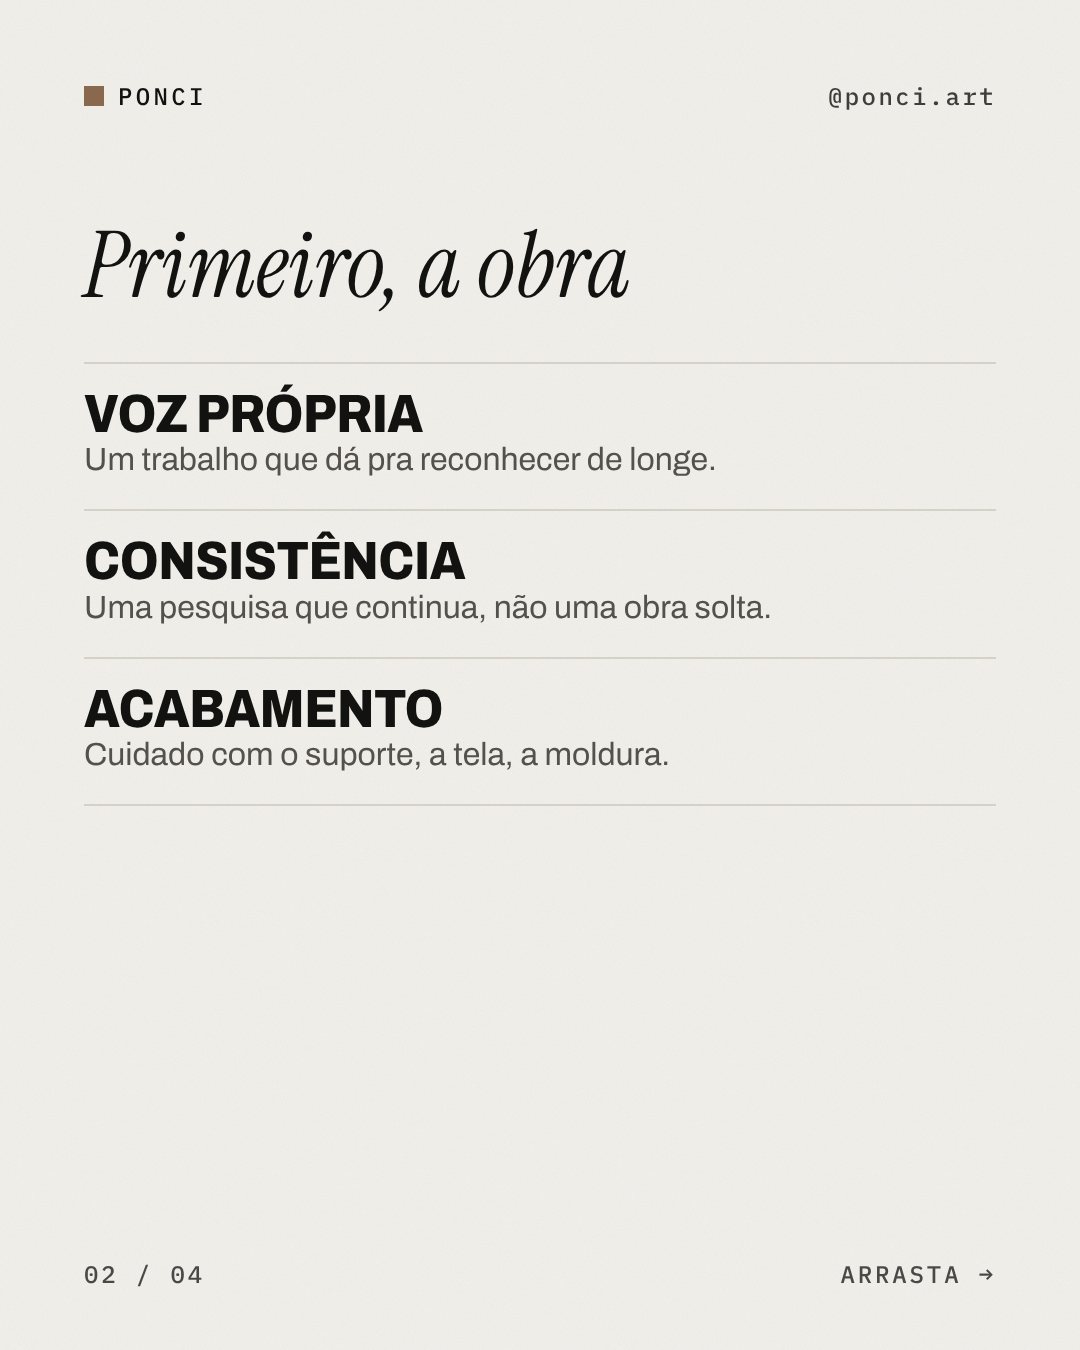 PONCI
@ponci.art
Primeiro, a obra
VOZ PRÓPRIA
Um trabalho que dá pra reconhecer de longe.
CONSISTÊNCIA
Uma pesquisa que continua, não uma obra solta.
ACABAMENTO
Cuidado com o suporte, a tela, a moldura.
02 / 04
ARRASTA →